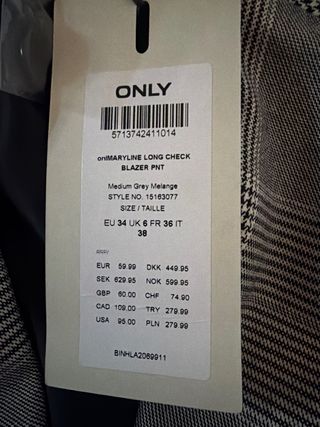 ONLY
5713742411014
onlMARYLINE LONG CHECK
BLAZER PNT
Medium Grey Melange
STYLE NO. 15163077
SIZE / TAILLE
EU 34 UK 6 FR 36 IT
38
RRP/
EUR 59.99 DKK 449.95
SEK 629.95 NOK 599.95
GBP 60.00 CHF 74.90
CAD 109.00 TRY 279.99
USA 95.00 PLN 279.99
BINHLA2089911